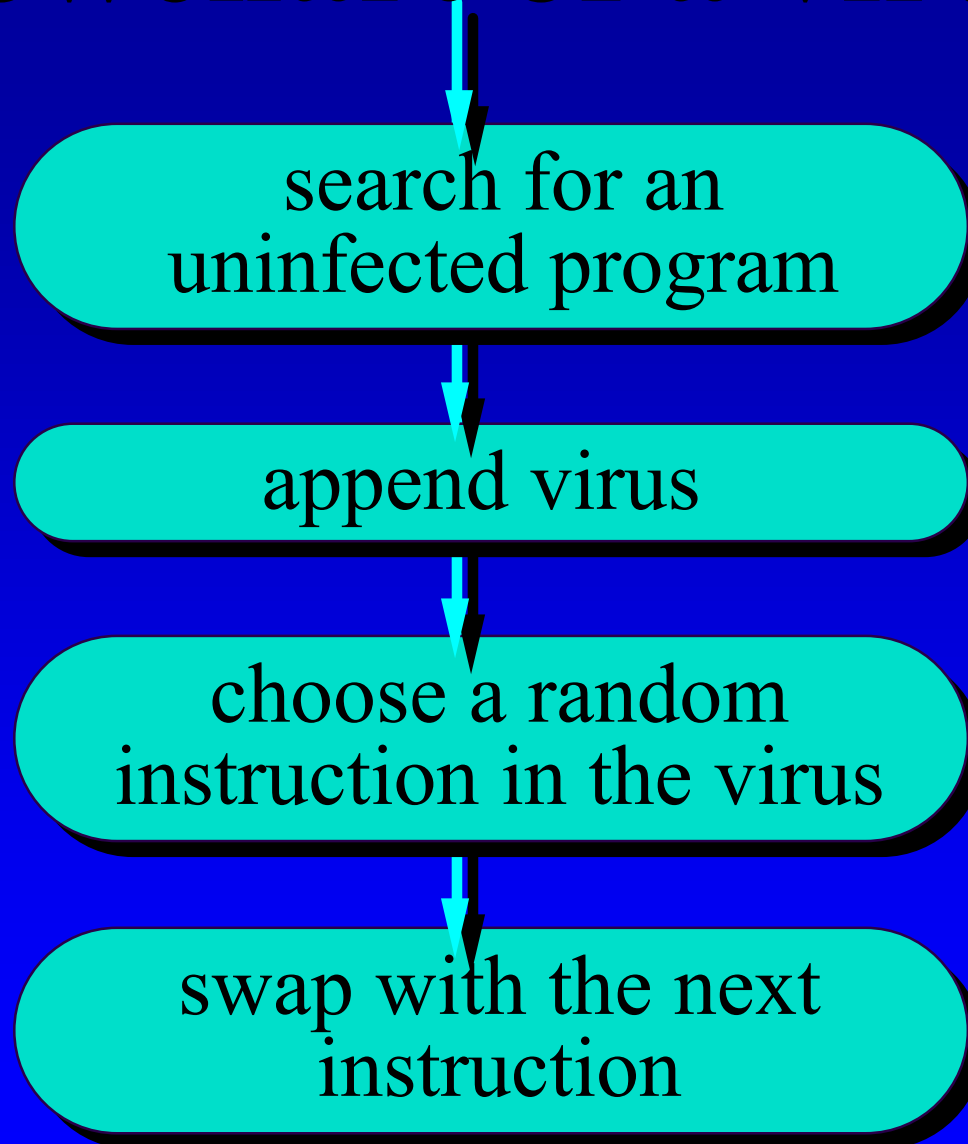 search for an
uninfected program
append virus
choose a random
instruction in the virus
swap with the next
instruction